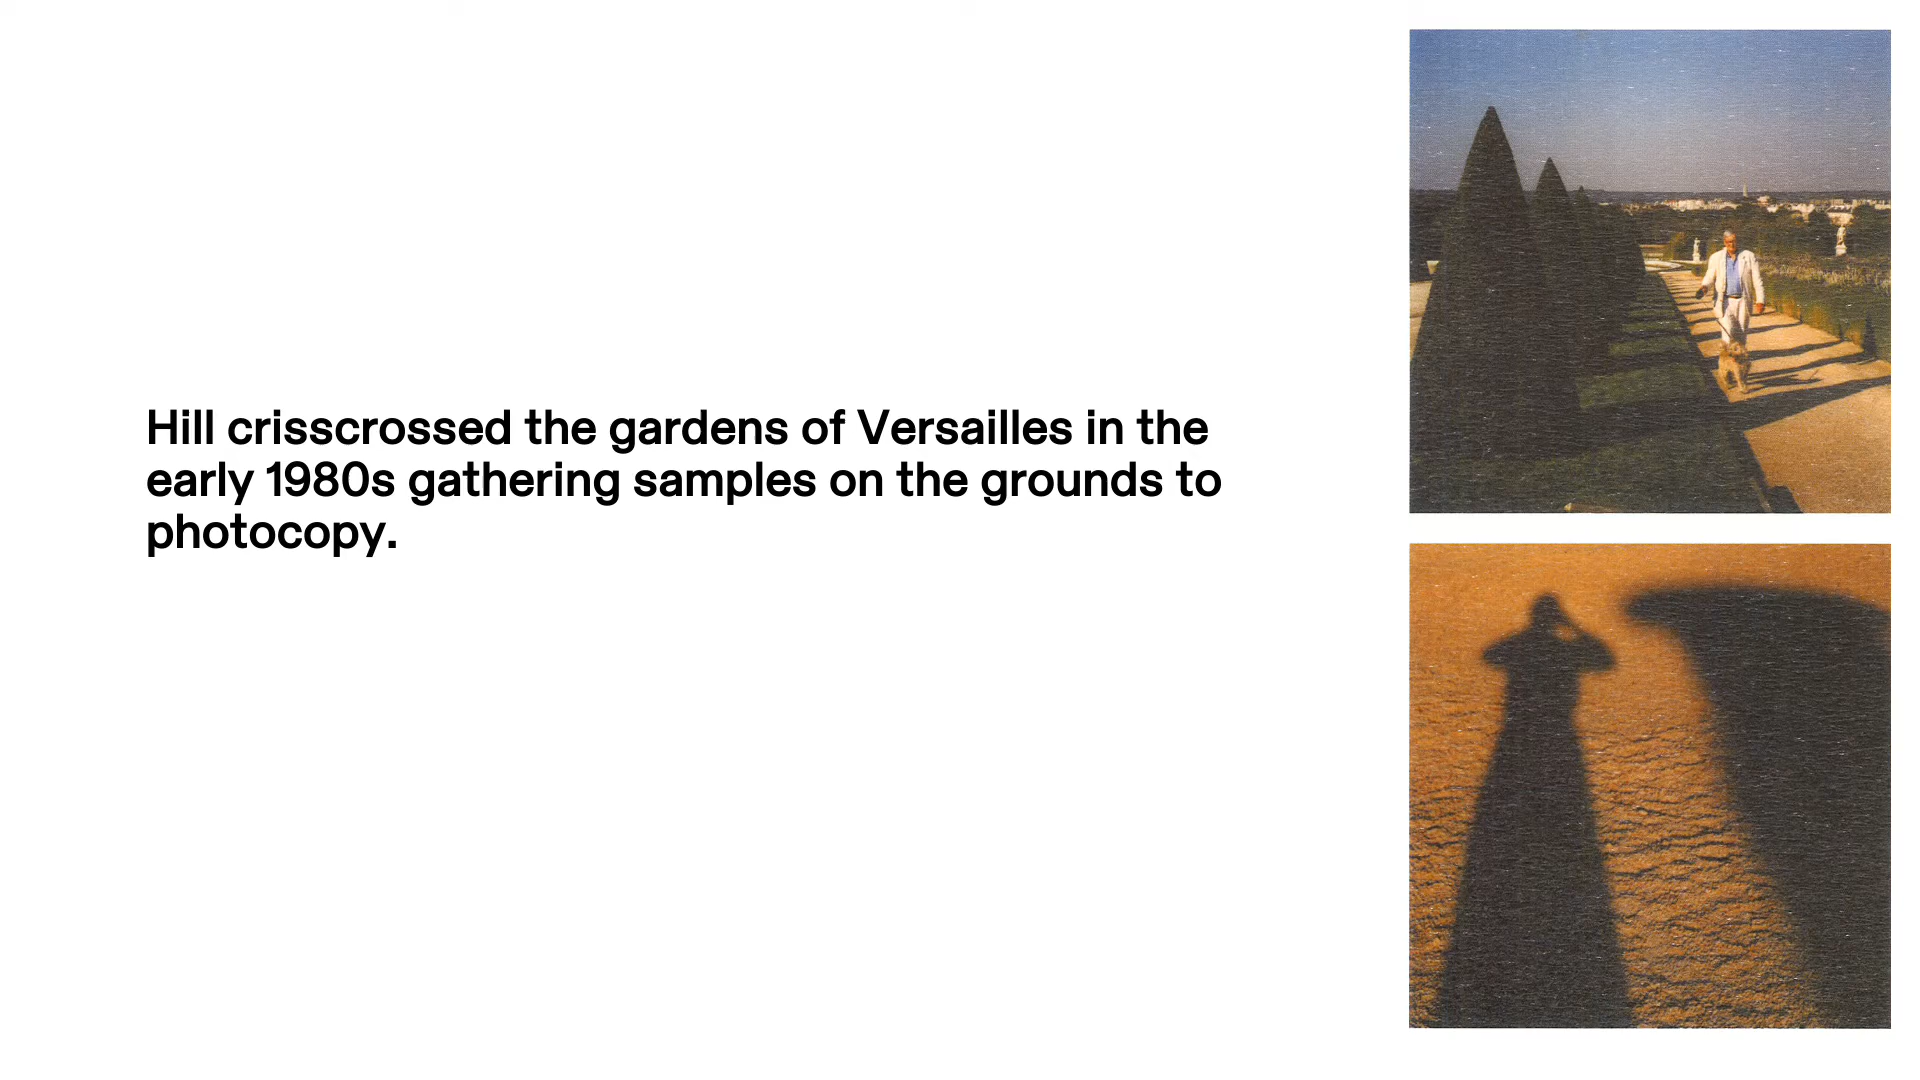 Hill crisscrossed the gardens of Versailles in the
early 1980s gathering samples on the grounds to
photocopy.